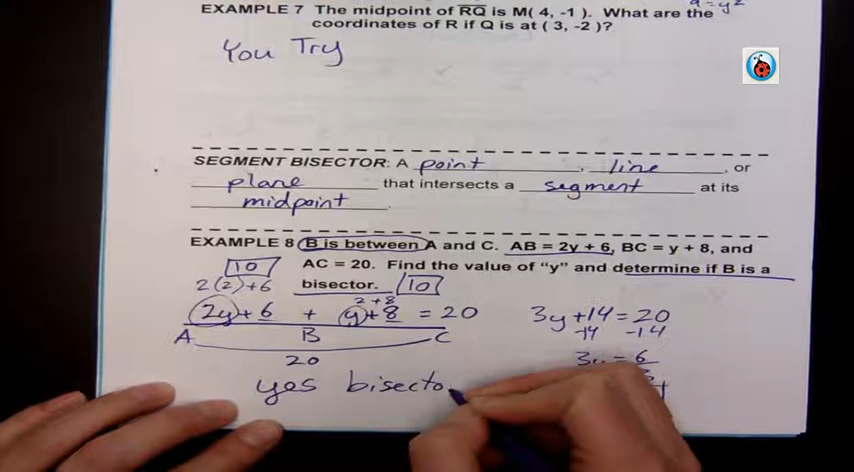 EXAMPLE 7 The midpoint of RQ is M( 4, -1 ). What are the
coordinates of R if Q is at ( 3, -2 )?
You Try
SEGMENT BISECTOR: A point, line, or
plane that intersects a segment at its
midpoint.
EXAMPLE 8 B is between A and C. AB = 2y + 6, BC = y + 8, and
10 AC = 20. Find the value of "y" and determine if B is a
2(2)+6 bisector. 10
2+8
2y+6 + y+8 = 20 3y+14=20
-14 -14
A B C
20
yes bisecto